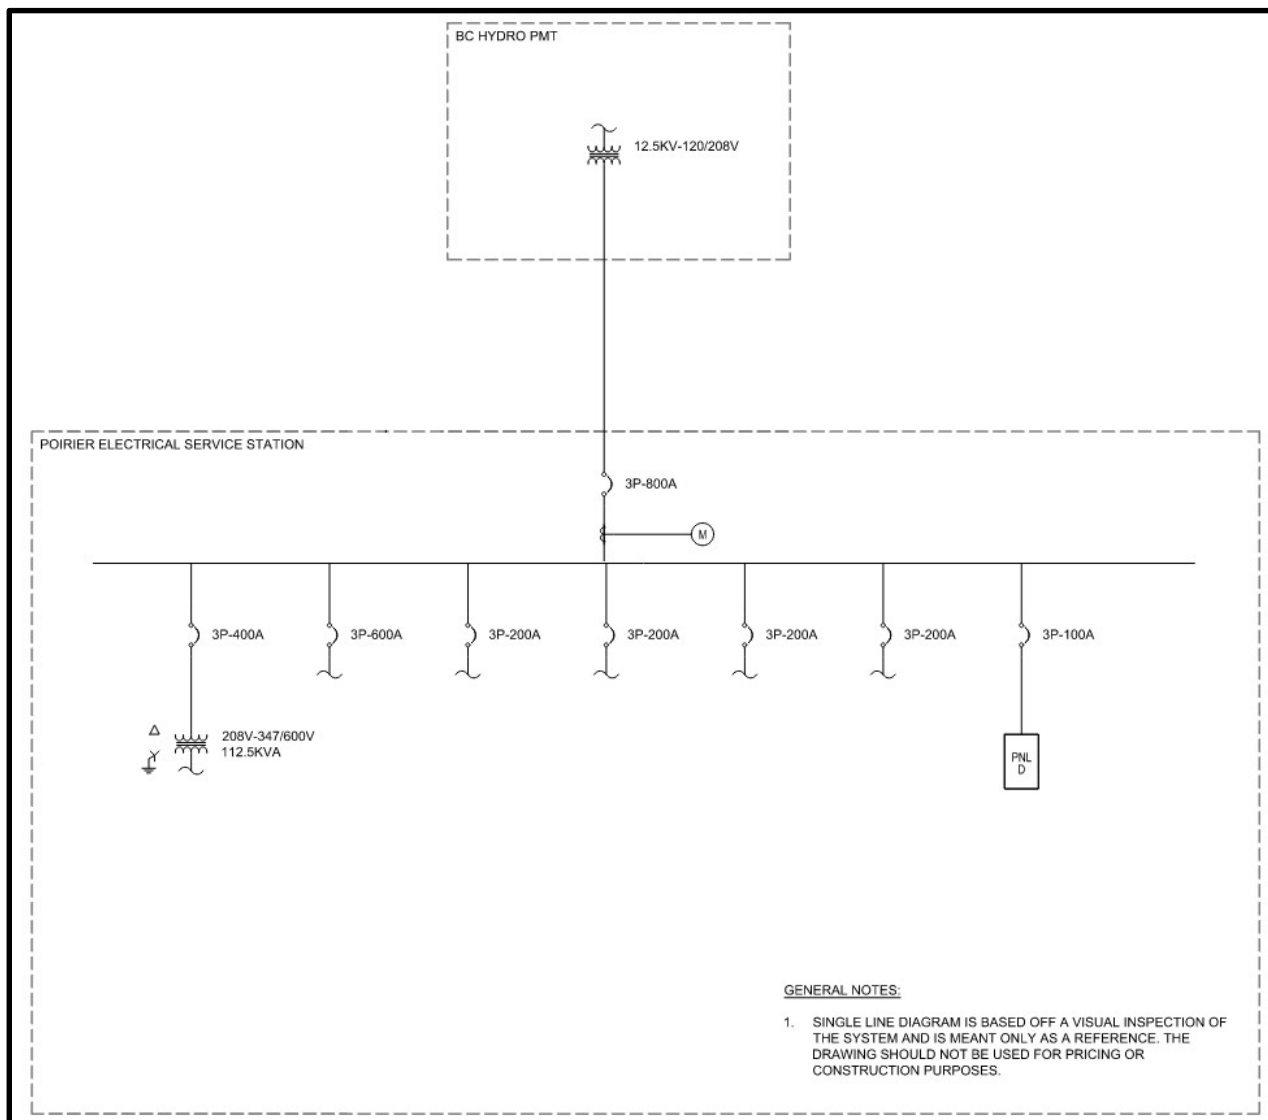 BC HYDRO PMT
12.5KV-120/208V
POIRIER ELECTRICAL SERVICE STATION
3P-800A
M
3P-400A
3P-600A
3P-200A
3P-200A
3P-200A
3P-200A
3P-100A
208V-347/600V
112.5KVA
PNL
D
GENERAL NOTES:
1. SINGLE LINE DIAGRAM IS BASED OFF A VISUAL INSPECTION OF
THE SYSTEM AND IS MEANT ONLY AS A REFERENCE. THE
DRAWING SHOULD NOT BE USED FOR PRICING OR
CONSTRUCTION PURPOSES.